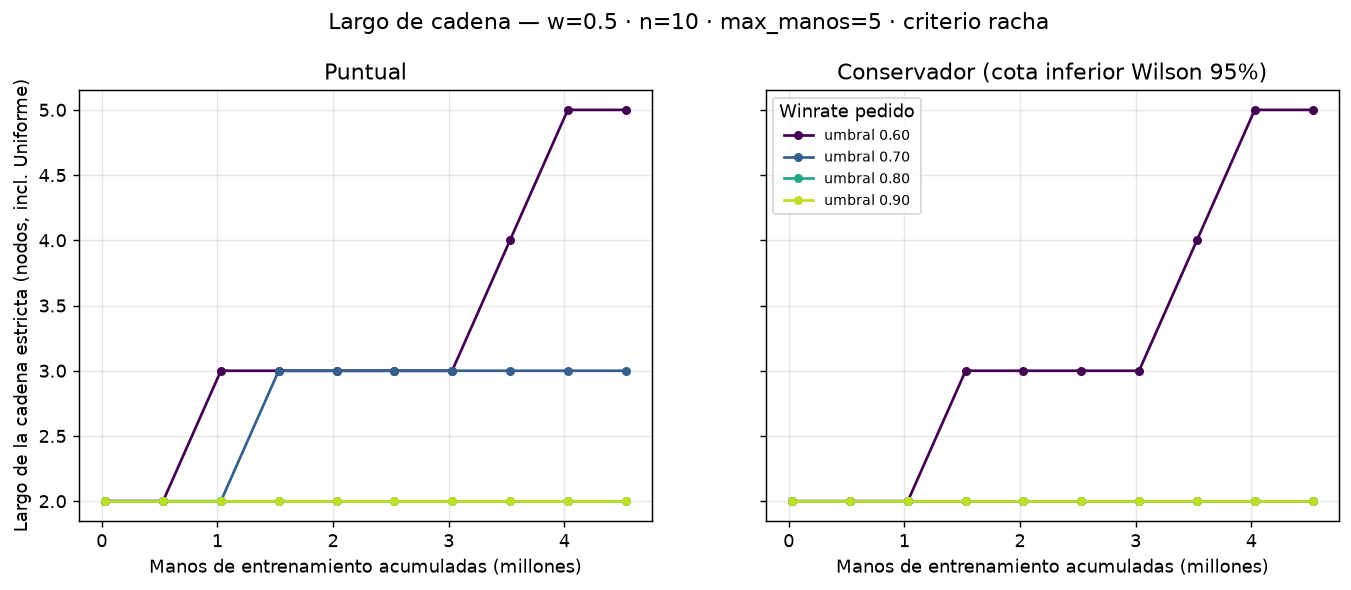 Largo de cadena — w=0.5 · n=10 · max_manos=5 · criterio racha
Puntual
Largo de la cadena estricta (nodos, incl. Uniforme)
5.0
4.5
4.0
3.5
3.0
2.5
2.0
0 1 2 3 4
Manos de entrenamiento acumuladas (millones)
Conservador (cota inferior Wilson 95%)
Winrate pedido
umbral 0.60
umbral 0.70
umbral 0.80
umbral 0.90
0 1 2 3 4
Manos de entrenamiento acumuladas (millones)